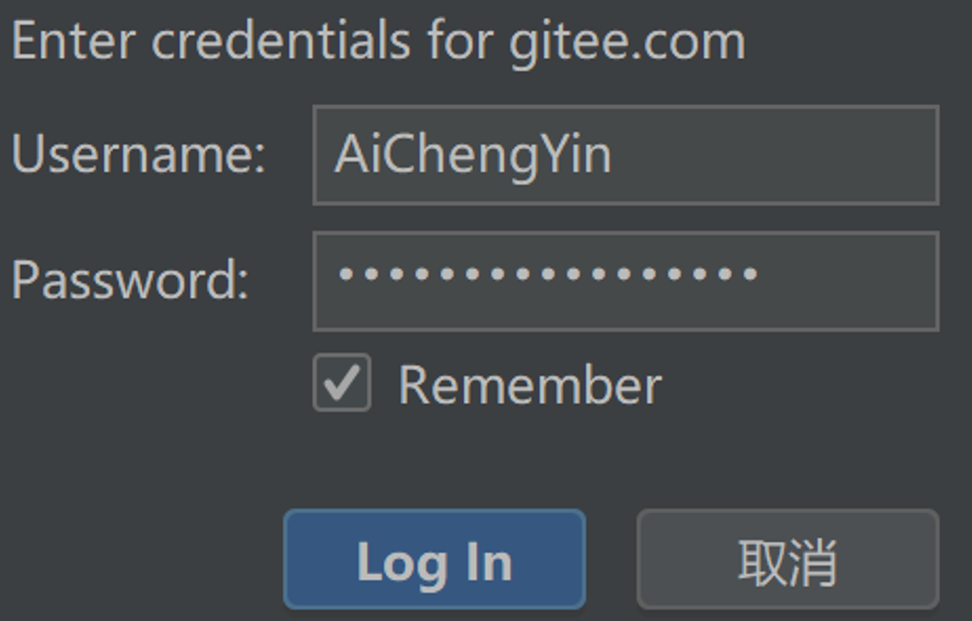 Enter credentials for gitee.com
Username: AiChengYin
Password: •••••••••••••••••
Remember
Log In 取消